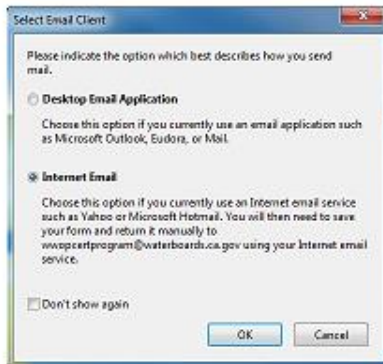 Select Email Client
Please indicate the option which best describes how you send
mail.
Desktop Email Application
Choose this option if you currently use an email application such
as Microsoft Outlook, Eudora, or Mail.
Internet Email
Choose this option if you currently use an Internet email service
such as Yahoo or Microsoft Hotmail. You will then need to save
your form and return it manually to
wwopcertprogram@waterboards.ca.gov using your Internet email
service.
Don't show again
OK
Cancel